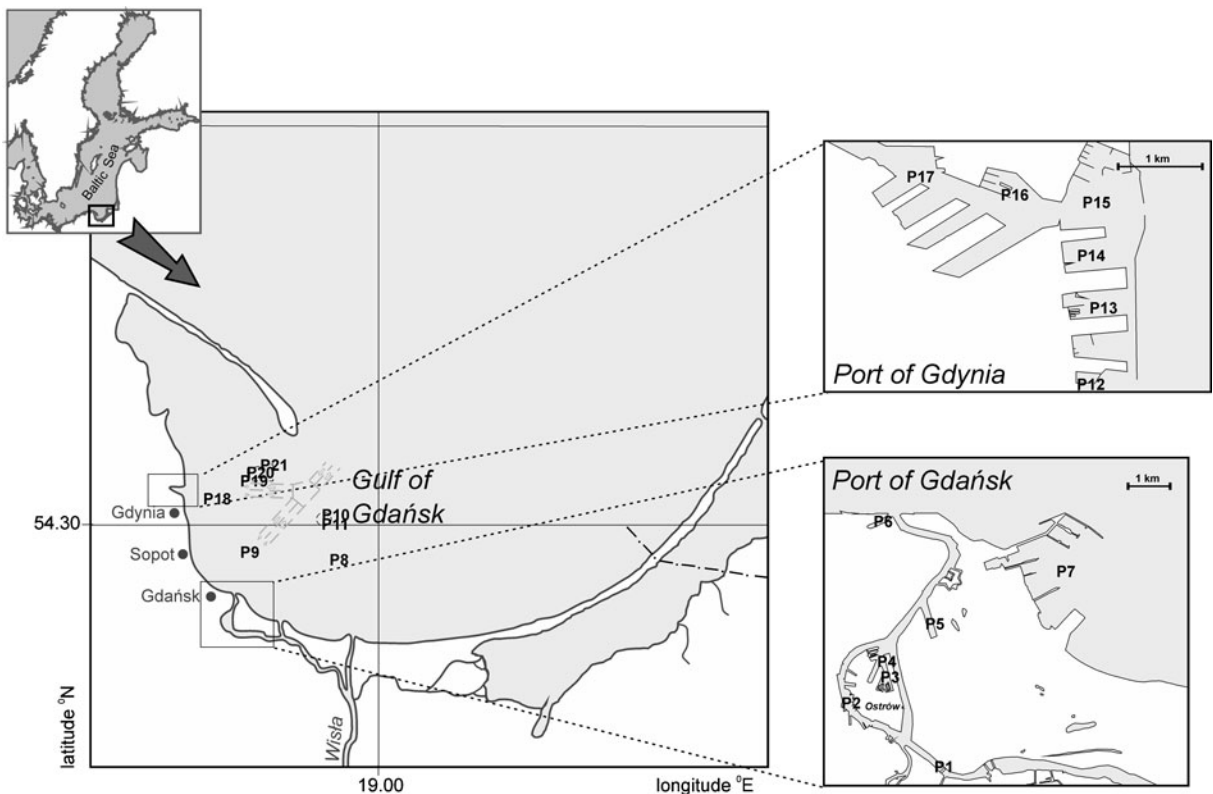 Baltic Sea
P21
P20
P19
P18
Gulf of
Gdańsk
P10
P11
P9
P8
Gdynia
Sopot
Gdańsk
54.30
Wisła
latitude °N
19.00
longitude °E
1 km
P17
P16
P15
P14
P13
P12
Port of Gdynia
Port of Gdańsk
1 km
P6
P7
P5
P4
P3
P2
Ostrów
P1